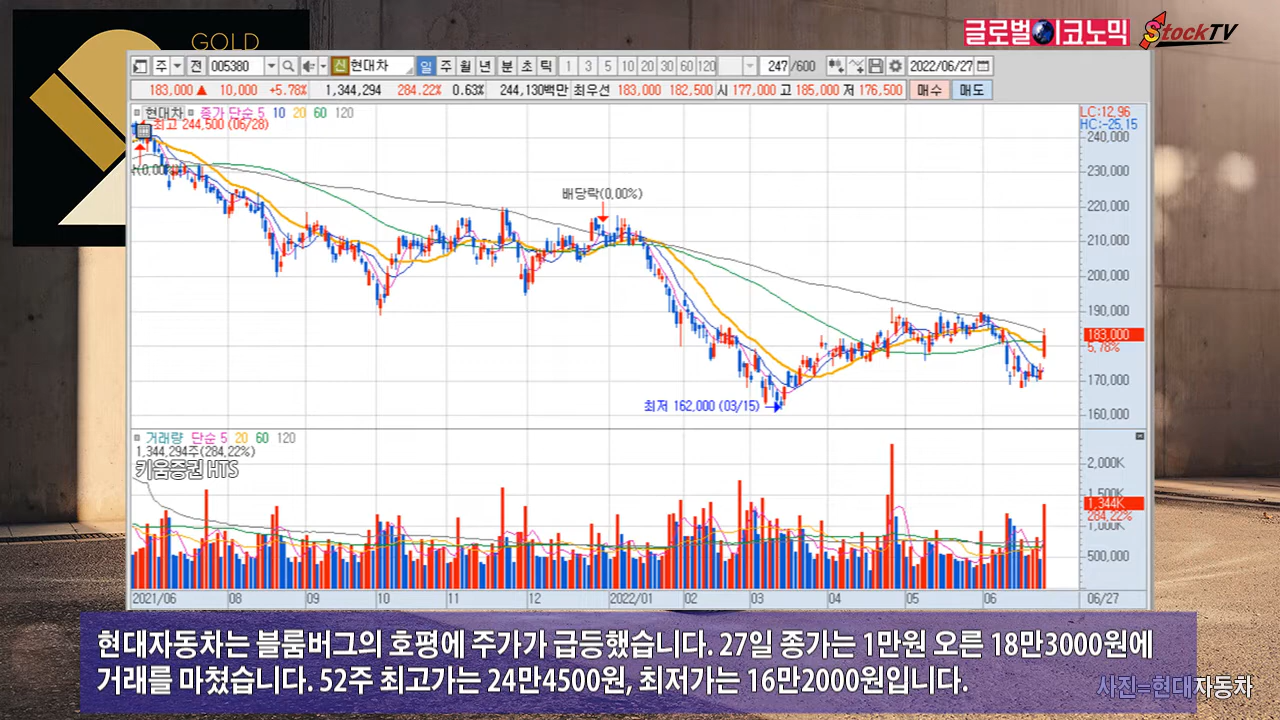 GOLD
글로벌이코노믹 StockTV
주 전 005380 신 현대차 일 주 월 년 분 초 틱 1 3 5 10 20 30 60 120 247 /600 2022/06/27
183,000 ▲ 10,000 +5.78% 1,344,294 284.22% 0.63% 244,130백만 최우선 183,000 182,500 시 177,000 고 185,000 저 176,500 매수 매도
현대차 종가 단순 5 10 20 60 120
LC:12.96
최고 244,500 (06/28)
HC:-25.15
240,000
(0.00%)
230,000
배당락(0.00%)
220,000
210,000
200,000
190,000
183,000
5.78%
170,000
최저 162,000 (03/15)
160,000
거래량 단순 5 20 60 120
1,344,294주(284.22%)
키움증권 HTS
2,000K
1,500K
1,344K
284.22%
1,000K
500,000
2021/06 08 09 10 11 12 2022/01 02 03 04 05 06 06/27
현대자동차는 블룸버그의 호평에 주가가 급등했습니다. 27일 종가는 1만원 오른 18만3000원에
거래를 마쳤습니다. 52주 최고가는 24만4500원, 최저가는 16만2000원입니다.
사진=현대자동차